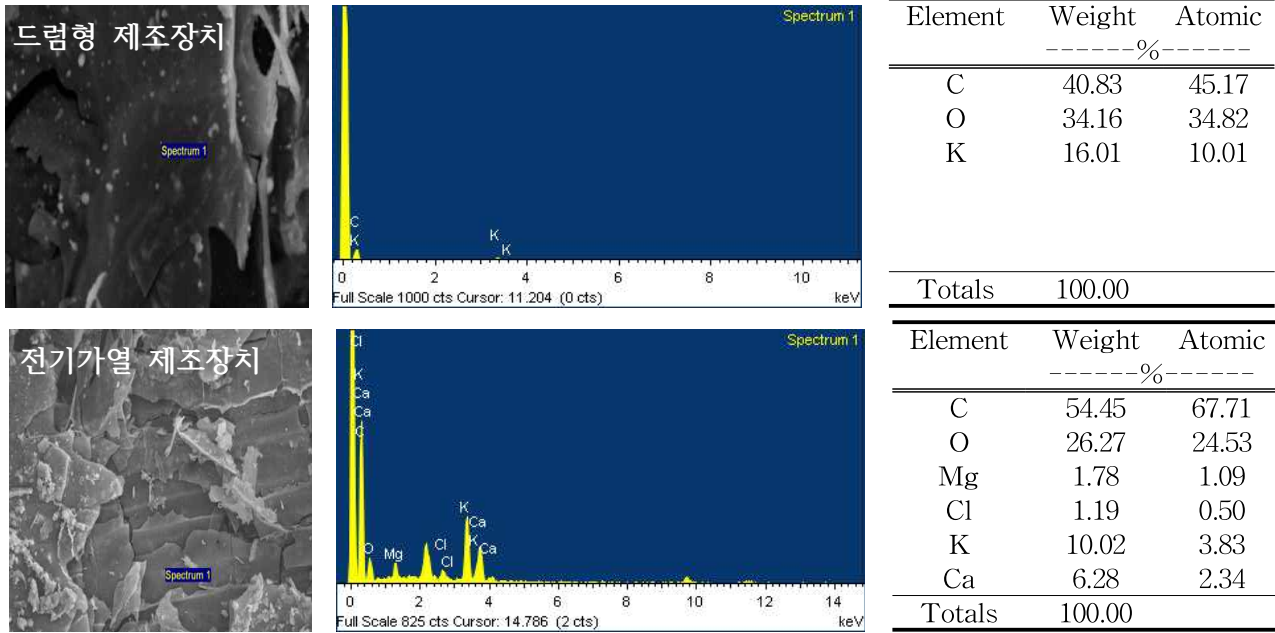 드럼형 제조장치
Spectrum 1
Spectrum 1
C
K
K
K
0 2 4 6 8 10
Full Scale 1000 cts Cursor: 11.204 (0 cts) keV
Element Weight Atomic
------%------
C 40.83 45.17
O 34.16 34.82
K 16.01 10.01
Totals 100.00
전기가열 제조장치
Spectrum 1
Spectrum 1
Cl
K
Ca
Ca
C
O Mg Cl Cl K Ca K Ca
0 2 4 6 8 10 12 14
Full Scale 825 cts Cursor: 14.786 (2 cts) keV
Element Weight Atomic
------%------
C 54.45 67.71
O 26.27 24.53
Mg 1.78 1.09
Cl 1.19 0.50
K 10.02 3.83
Ca 6.28 2.34
Totals 100.00